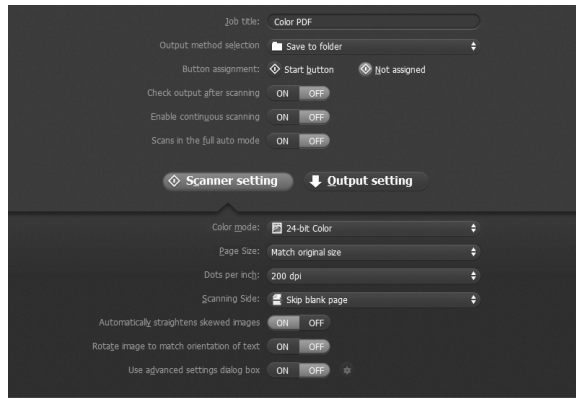 Job title: Color PDF
Output method selection Save to folder
Button assignment: Start button Not assigned
Check output after scanning ON OFF
Enable continuous scanning ON OFF
Scans in the full auto mode ON OFF
Scanner setting Output setting
Color mode: 24-bit Color
Page Size: Match original size
Dots per inch: 200 dpi
Scanning Side: Skip blank page
Automatically straightens skewed images ON OFF
Rotate image to match orientation of text ON OFF
Use advanced settings dialog box ON OFF